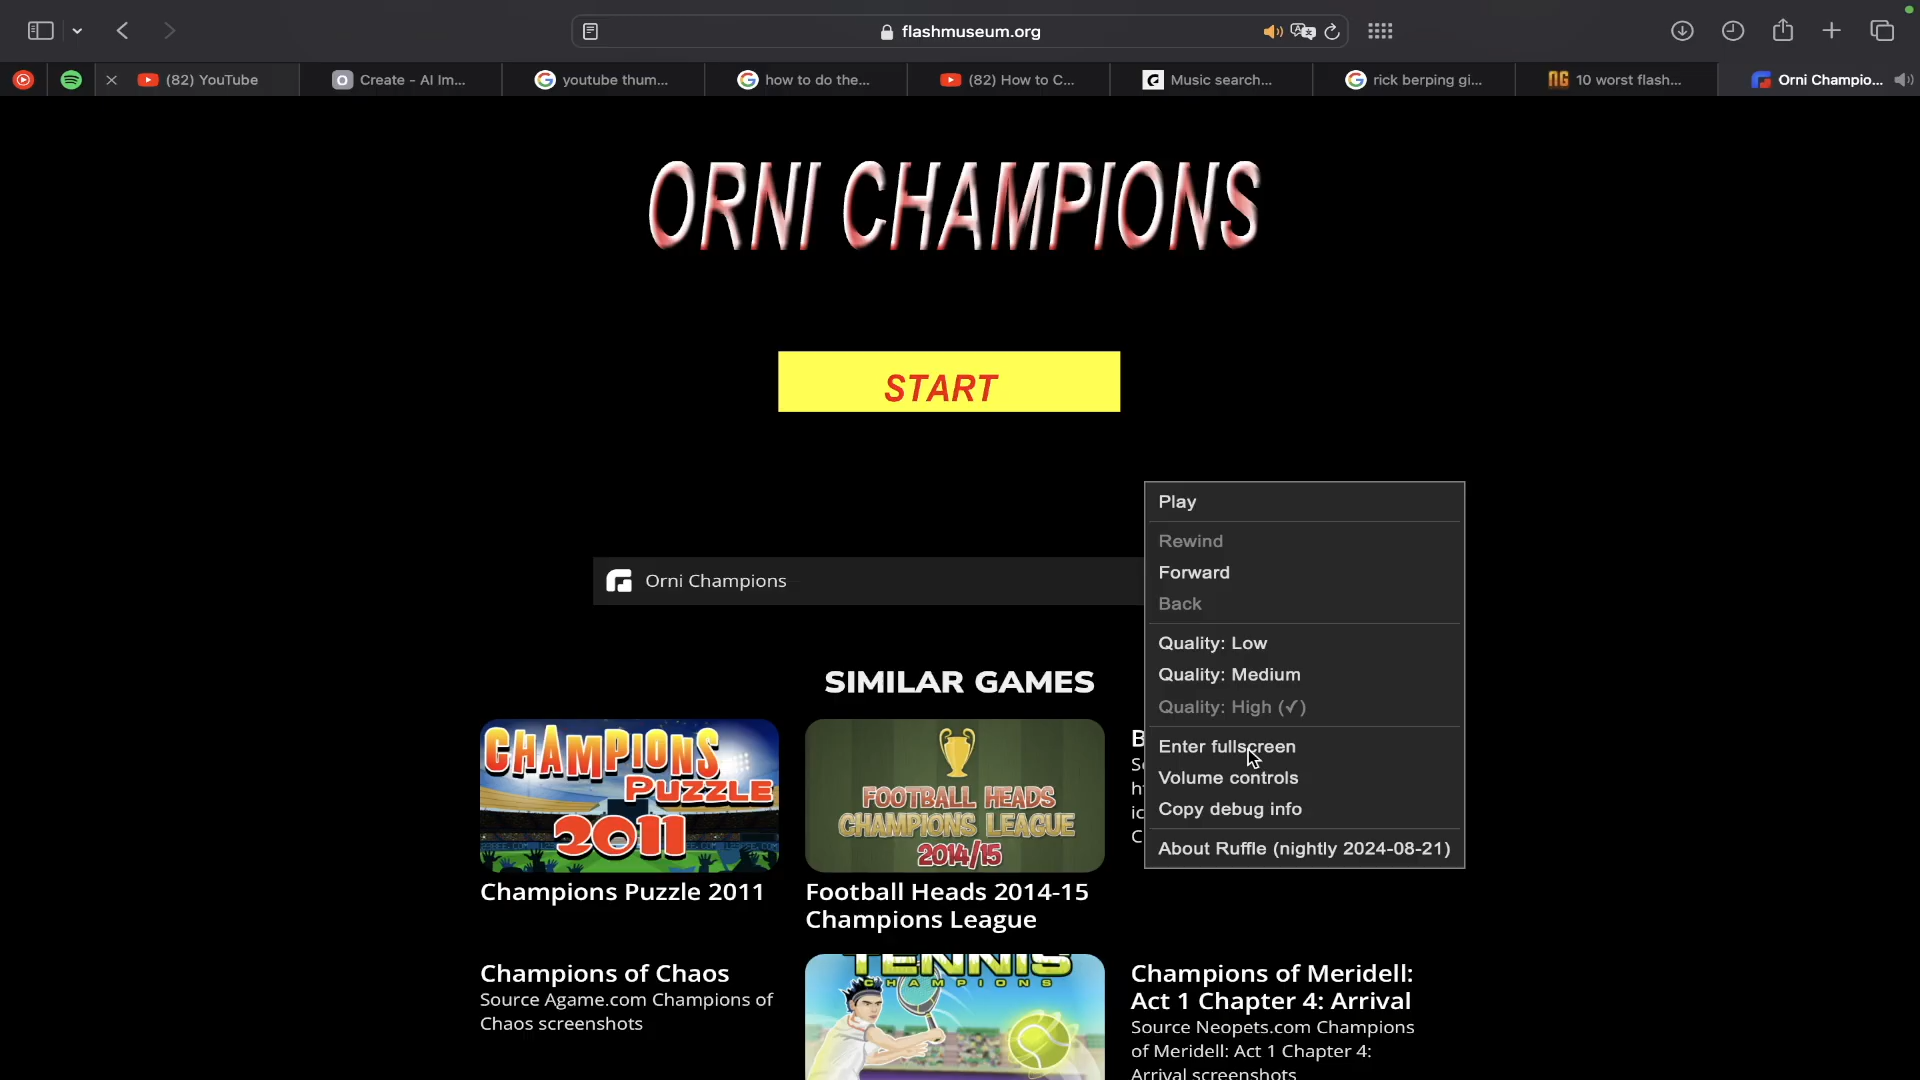 flashmuseum.org
(82) YouTube
Create - AI Im...
youtube thum...
how to do the...
(82) How to C...
Music search...
rick berping gi...
10 worst flash...
Orni Champio...
ORNI CHAMPIONS
START
Orni Champions
Play
Rewind
Forward
Back
Quality: Low
Quality: Medium
Quality: High (✓)
Enter fullscreen
Volume controls
Copy debug info
About Ruffle (nightly 2024-08-21)
SIMILAR GAMES
CHAMPIONS
PUZZLE
2011
Champions Puzzle 2011
FOOTBALL HEADS
CHAMPIONS LEAGUE
2014/15
Football Heads 2014-15
Champions League
Champions of Chaos
Source Agame.com Champions of
Chaos screenshots
TENNIS
CHAMPIONS
Champions of Meridell:
Act 1 Chapter 4: Arrival
Source Neopets.com Champions
of Meridell: Act 1 Chapter 4:
Arrival screenshots